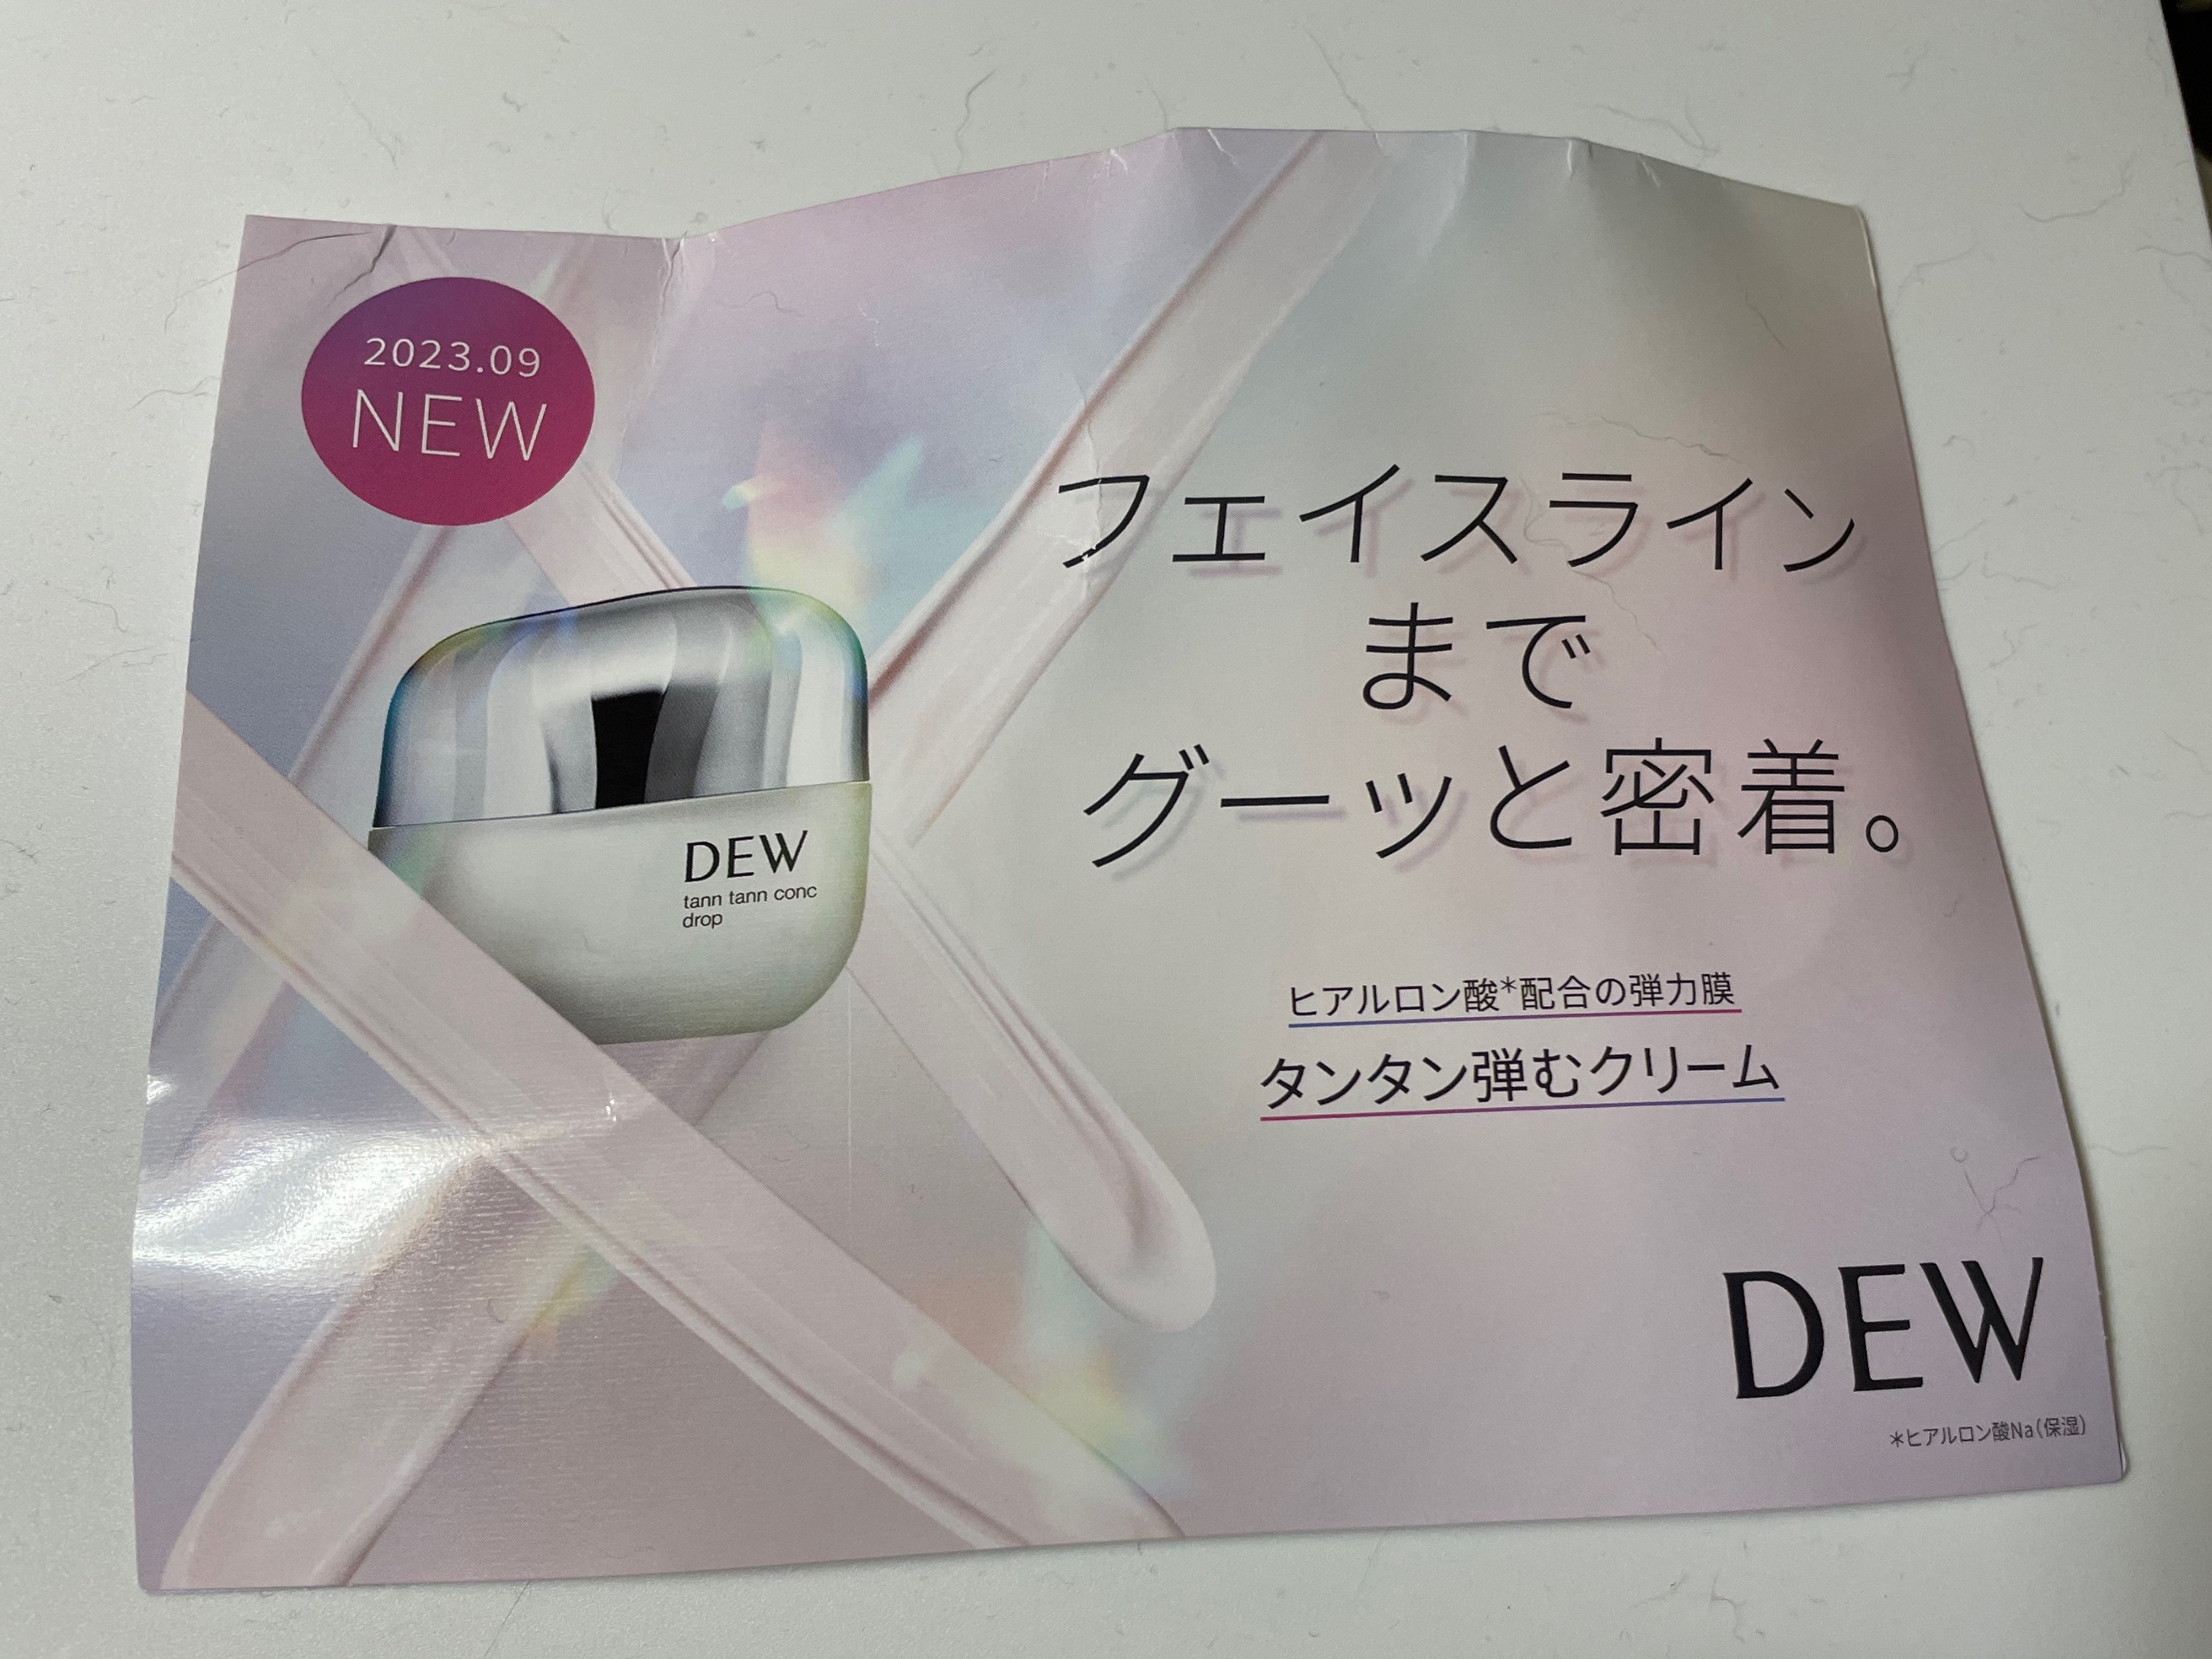 2023.09
NEW
フェイスライン
まで
グーッと密着。
DEW
tann tann conc
drop
ヒアルロン酸*配合の弾力膜
タンタン弾むクリーム
DEW
*ヒアルロン酸Na(保湿)